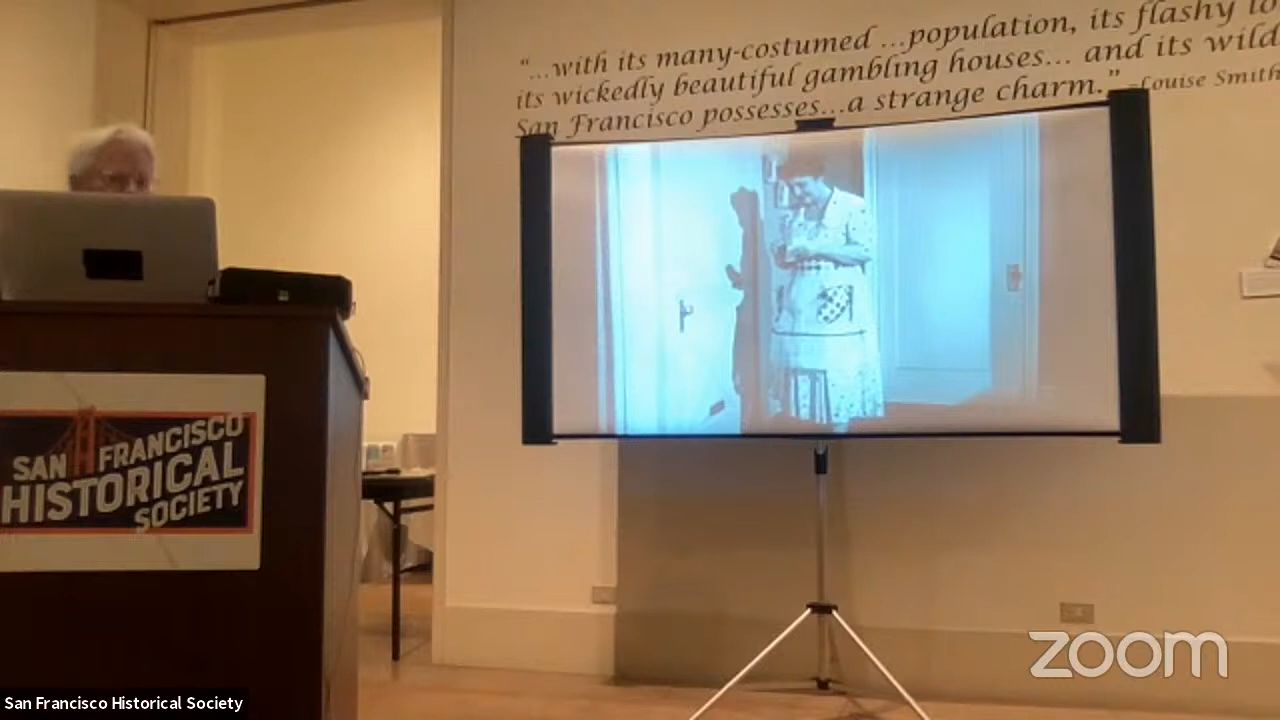 “...with its many-costumed ...population, its flashy
its wickedly beautiful gambling houses... and its wild
San Francisco possesses...a strange charm.” –Louise Smith
SAN FRANCISCO
HISTORICAL
SOCIETY
zoom
San Francisco Historical Society